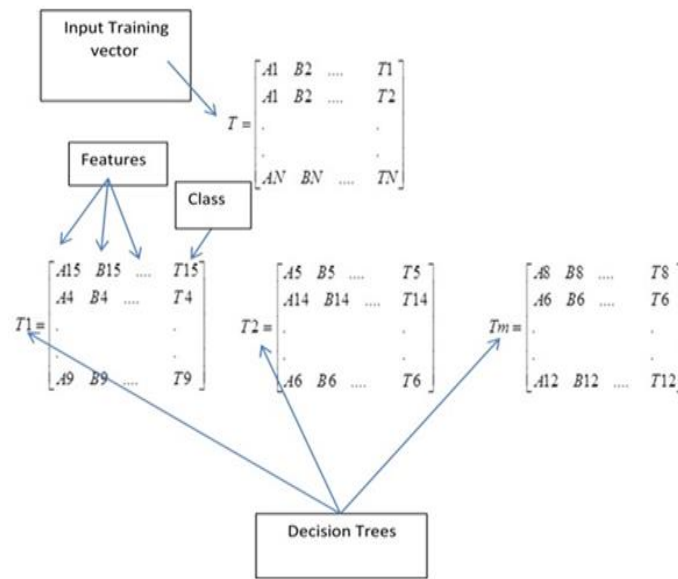 Input Training
vector
T =
A1 B2 .... T1
A1 B2 .... T2
. .
. .
AN BN .... TN
Features
Class
T1 =
A15 B15 .... T15
A4 B4 .... T4
. .
. .
A9 B9 .... T9
T2 =
A5 B5 .... T5
A14 B14 .... T14
. .
. .
A6 B6 .... T6
Tm =
A8 B8 .... T8
A6 B6 .... T6
. .
. .
A12 B12 .... T12
Decision Trees